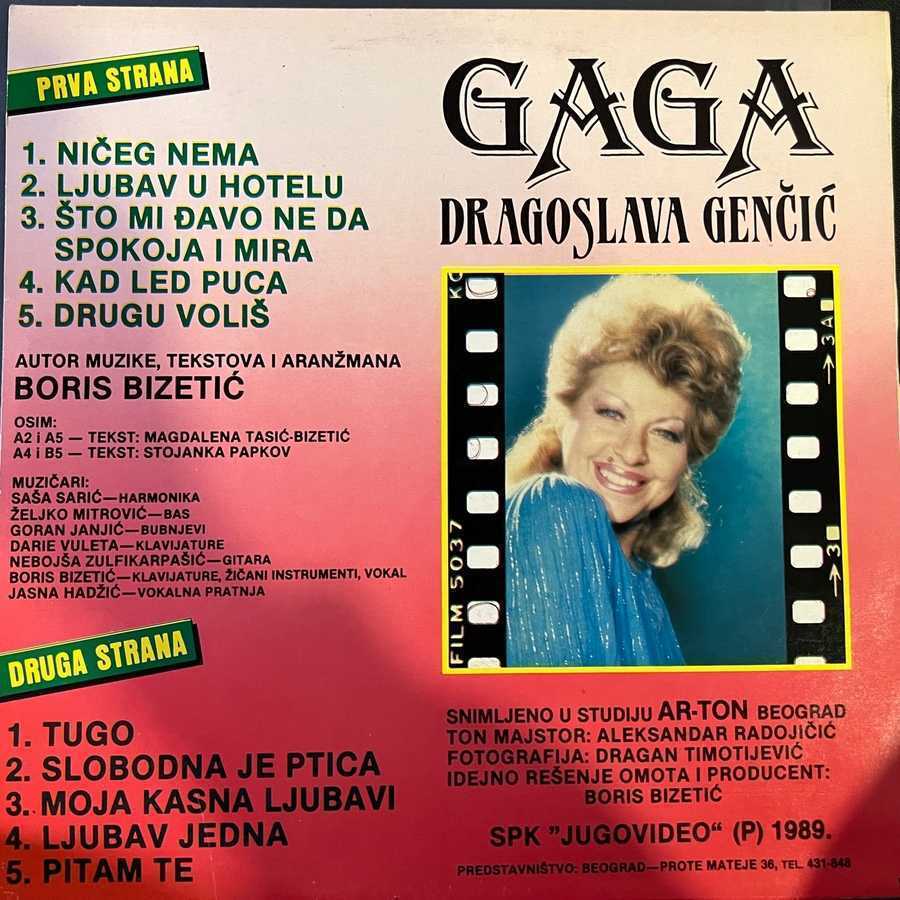 PRVA STRANA
1. NIČEG NEMA
2. LJUBAV U HOTELU
3. ŠTO MI ĐAVO NE DA
SPOKOJA I MIRA
4. KAD LED PUCA
5. DRUGU VOLIŠ
AUTOR MUZIKE, TEKSTOVA I ARANŽMANA
BORIS BIZETIĆ
OSIM:
A2 i A5 — TEKST: MAGDALENA TASIĆ-BIZETIĆ
A4 i B5 — TEKST: STOJANKA PAPKOV
MUZIČARI:
SAŠA SARIĆ—HARMONIKA
ŽELJKO MITROVIĆ—BAS
GORAN JANJIĆ—BUBNJEVI
DARIE VULETA—KLAVIJATURE
NEBOJŠA ZULFIKARPAŠIĆ—GITARA
BORIS BIZETIĆ—KLAVIJATURE, ŽIČANI INSTRUMENTI, VOKAL
JASNA HADŽIĆ—VOKALNA PRATNJA
DRUGA STRANA
1. TUGO
2. SLOBODNA JE PTICA
3. MOJA KASNA LJUBAVI
4. LJUBAV JEDNA
5. PITAM TE
GAGA
DRAGOSLAVA GENČIĆ
KO
FILM 5037
3A
3
SNIMLJENO U STUDIJU AR-TON BEOGRAD
TON MAJSTOR: ALEKSANDAR RADOJIČIĆ
FOTOGRAFIJA: DRAGAN TIMOTIJEVIĆ
IDEJNO REŠENJE OMOTA I PRODUCENT:
BORIS BIZETIĆ
SPK "JUGOVIDEO" (P) 1989.
PREDSTAVNIŠTVO: BEOGRAD—PROTE MATEJE 36, TEL. 431-848